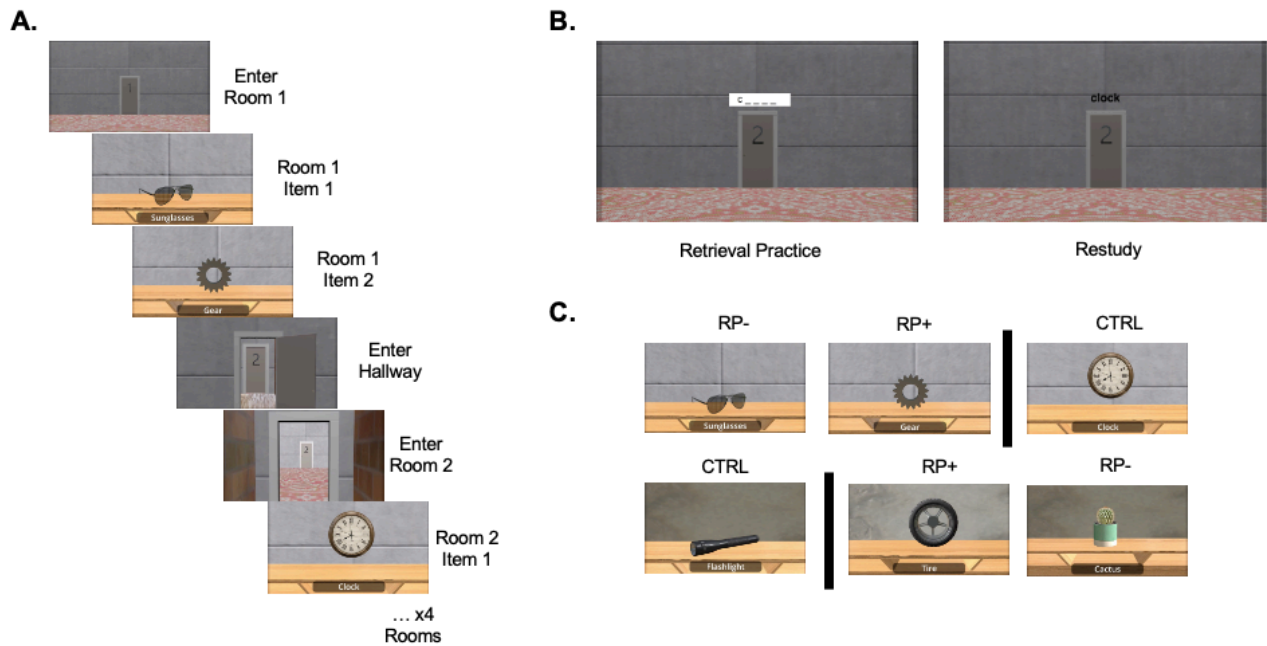 A.
1
Enter
Room 1
Sunglasses
Room 1
Item 1
Gear
Room 1
Item 2
2
Enter
Hallway
2
Enter
Room 2
Clock
Room 2
Item 1
... x4
Rooms
B.
c _ _ _ _
2
clock
2
Retrieval Practice
Restudy
C.
RP-
RP+
CTRL
Sunglasses
Gear
Clock
CTRL
RP+
RP-
Flashlight
Tire
Cactus